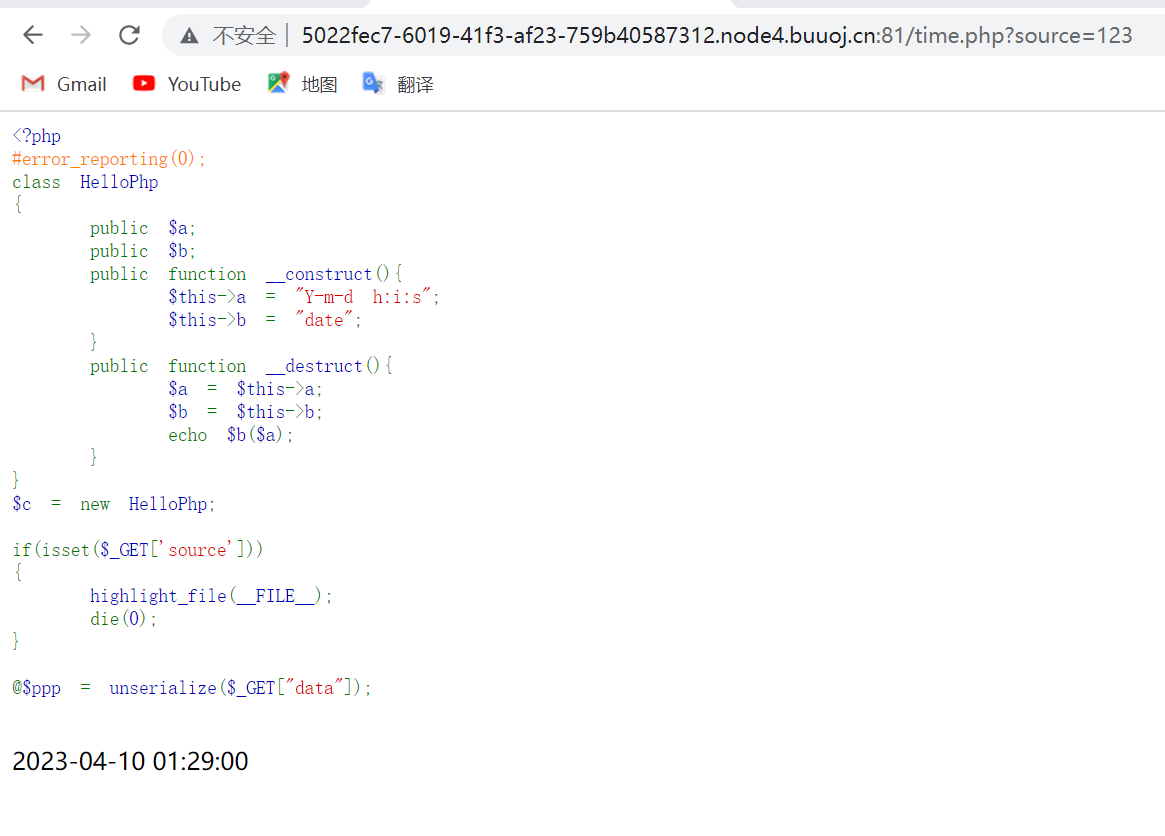 不安全 | 5022fec7-6019-41f3-af23-759b40587312.node4.buuoj.cn:81/time.php?source=123
Gmail YouTube 地图 翻译
<?php
#error_reporting(0);
class HelloPhp
{
public $a;
public $b;
public function __construct(){
$this->a = "Y-m-d h:i:s";
$this->b = "date";
}
public function __destruct(){
$a = $this->a;
$b = $this->b;
echo $b($a);
}
}
$c = new HelloPhp;
if(isset($_GET['source']))
{
highlight_file(__FILE__);
die(0);
}
@$ppp = unserialize($_GET["data"]);
2023-04-10 01:29:00